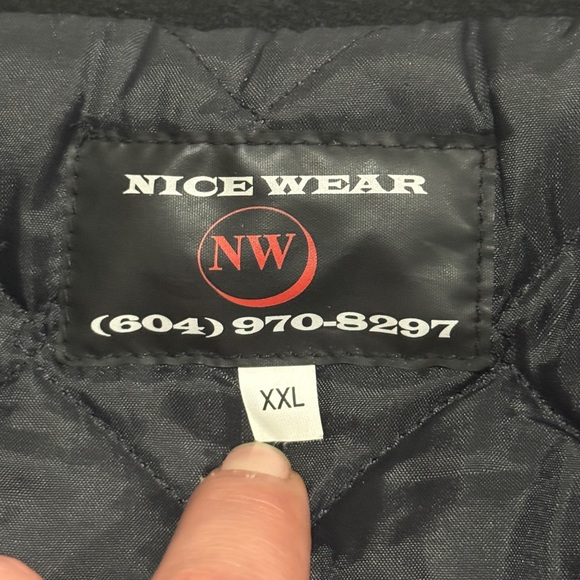 NICE WEAR
NW
(604) 970-8297
XXL